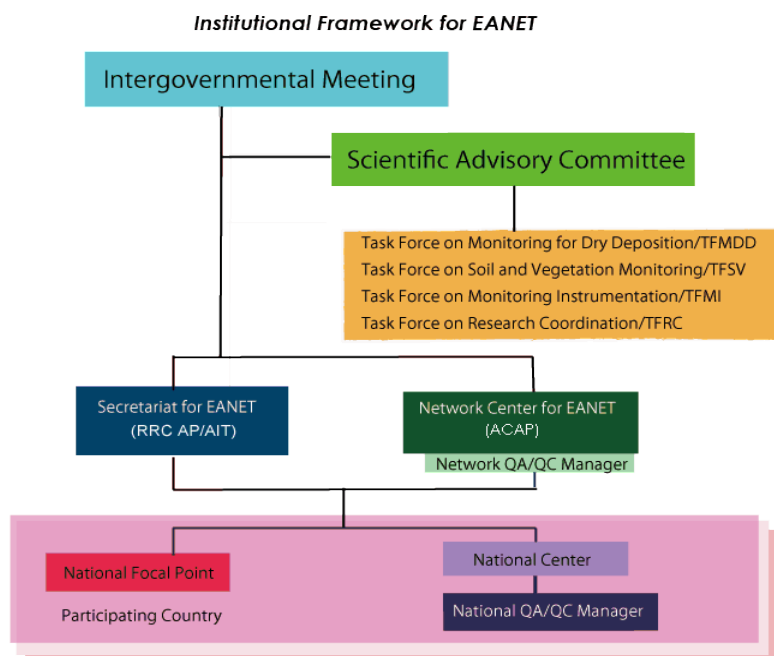 Institutional Framework for EANET
Intergovernmental Meeting
Scientific Advisory Committee
Task Force on Monitoring for Dry Deposition/TFMDD
Task Force on Soil and Vegetation Monitoring/TFSV
Task Force on Monitoring Instrumentation/TFMI
Task Force on Research Coordination/TFRC
Secretariat for EANET
(RRC AP/AIT)
Network Center for EANET
(ACAP)
Network QA/QC Manager
National Focal Point
National Center
Participating Country
National QA/QC Manager